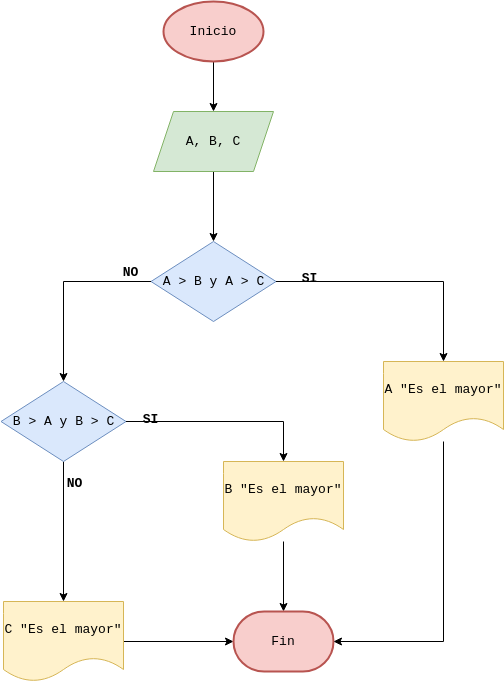 Inicio
A, B, C
NO
A > B y A > C
SI
A "Es el mayor"
B > A y B > C
SI
NO
B "Es el mayor"
C "Es el mayor"
Fin